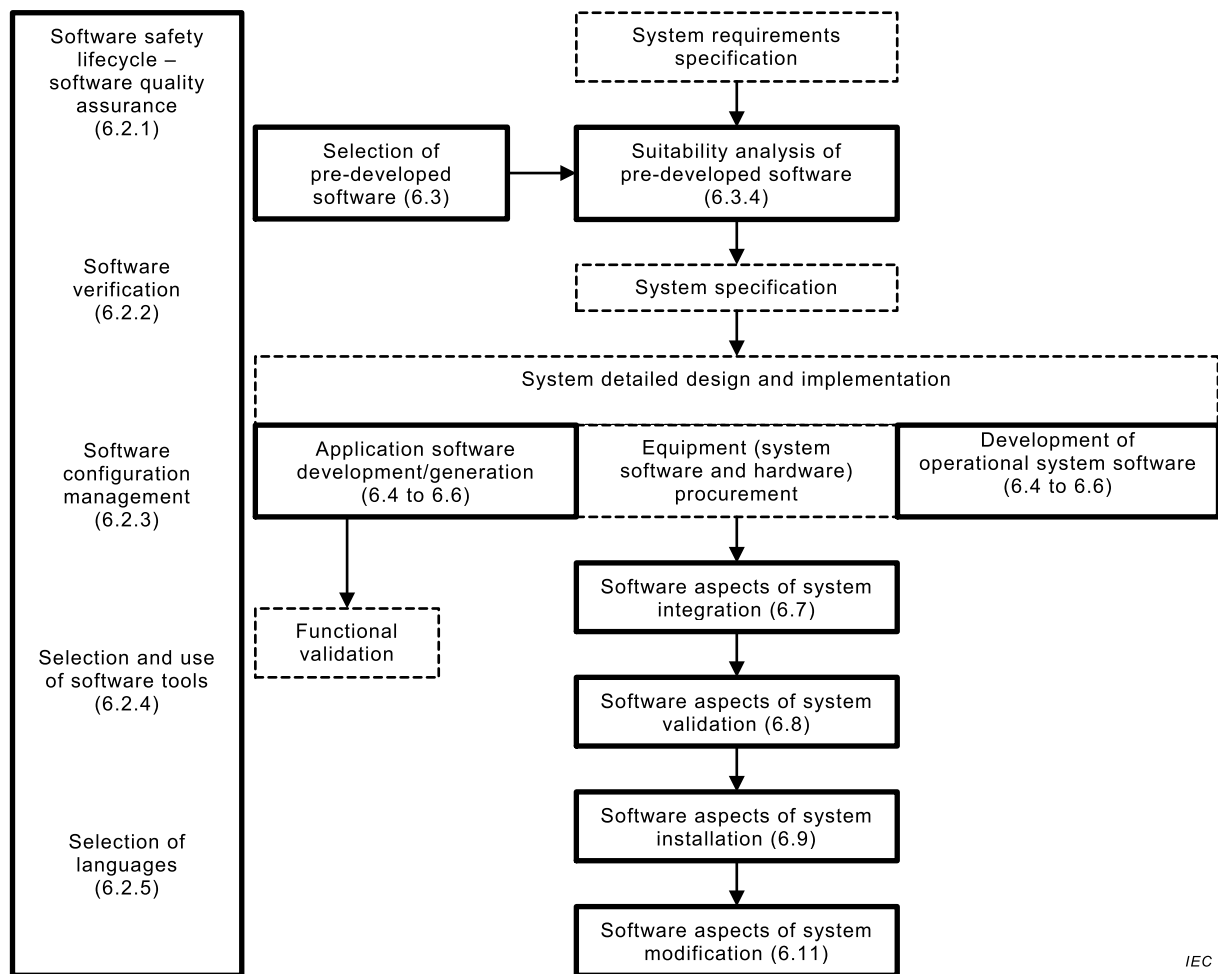 Software safety
lifecycle –
software quality
assurance
(6.2.1)
Software
verification
(6.2.2)
Software
configuration
management
(6.2.3)
Selection and use
of software tools
(6.2.4)
Selection of
languages
(6.2.5)
System requirements
specification
Selection of
pre-developed
software (6.3)
Suitability analysis of
pre-developed software
(6.3.4)
System specification
System detailed design and implementation
Application software
development/generation
(6.4 to 6.6)
Equipment (system
software and hardware)
procurement
Development of
operational system software
(6.4 to 6.6)
Functional
validation
Software aspects of system
integration (6.7)
Software aspects of system
validation (6.8)
Software aspects of system
installation (6.9)
Software aspects of system
modification (6.11)
IEC